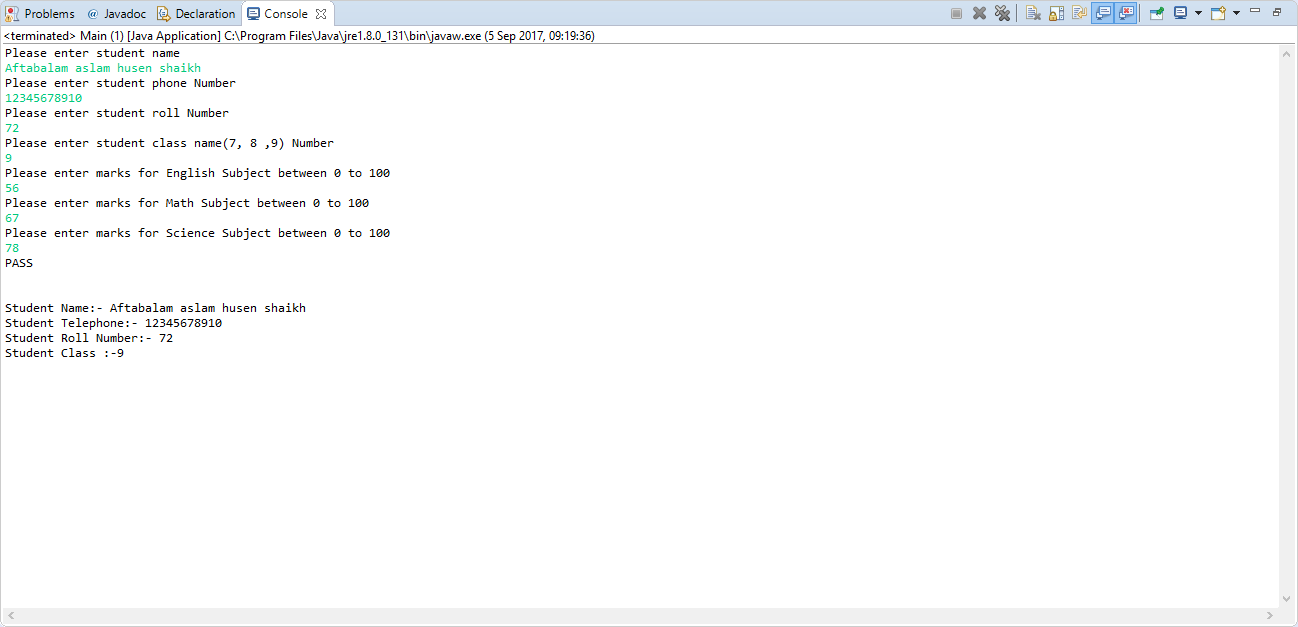 Problems @ Javadoc Declaration Console
<terminated> Main (1) [Java Application] C:\Program Files\Java\jre1.8.0_131\bin\javaw.exe (5 Sep 2017, 09:19:36)
Please enter student name
Aftabalam aslam husen shaikh
Please enter student phone Number
12345678910
Please enter student roll Number
72
Please enter student class name(7, 8 ,9) Number
9
Please enter marks for English Subject between 0 to 100
56
Please enter marks for Math Subject between 0 to 100
67
Please enter marks for Science Subject between 0 to 100
78
PASS
Student Name:- Aftabalam aslam husen shaikh
Student Telephone:- 12345678910
Student Roll Number:- 72
Student Class :-9